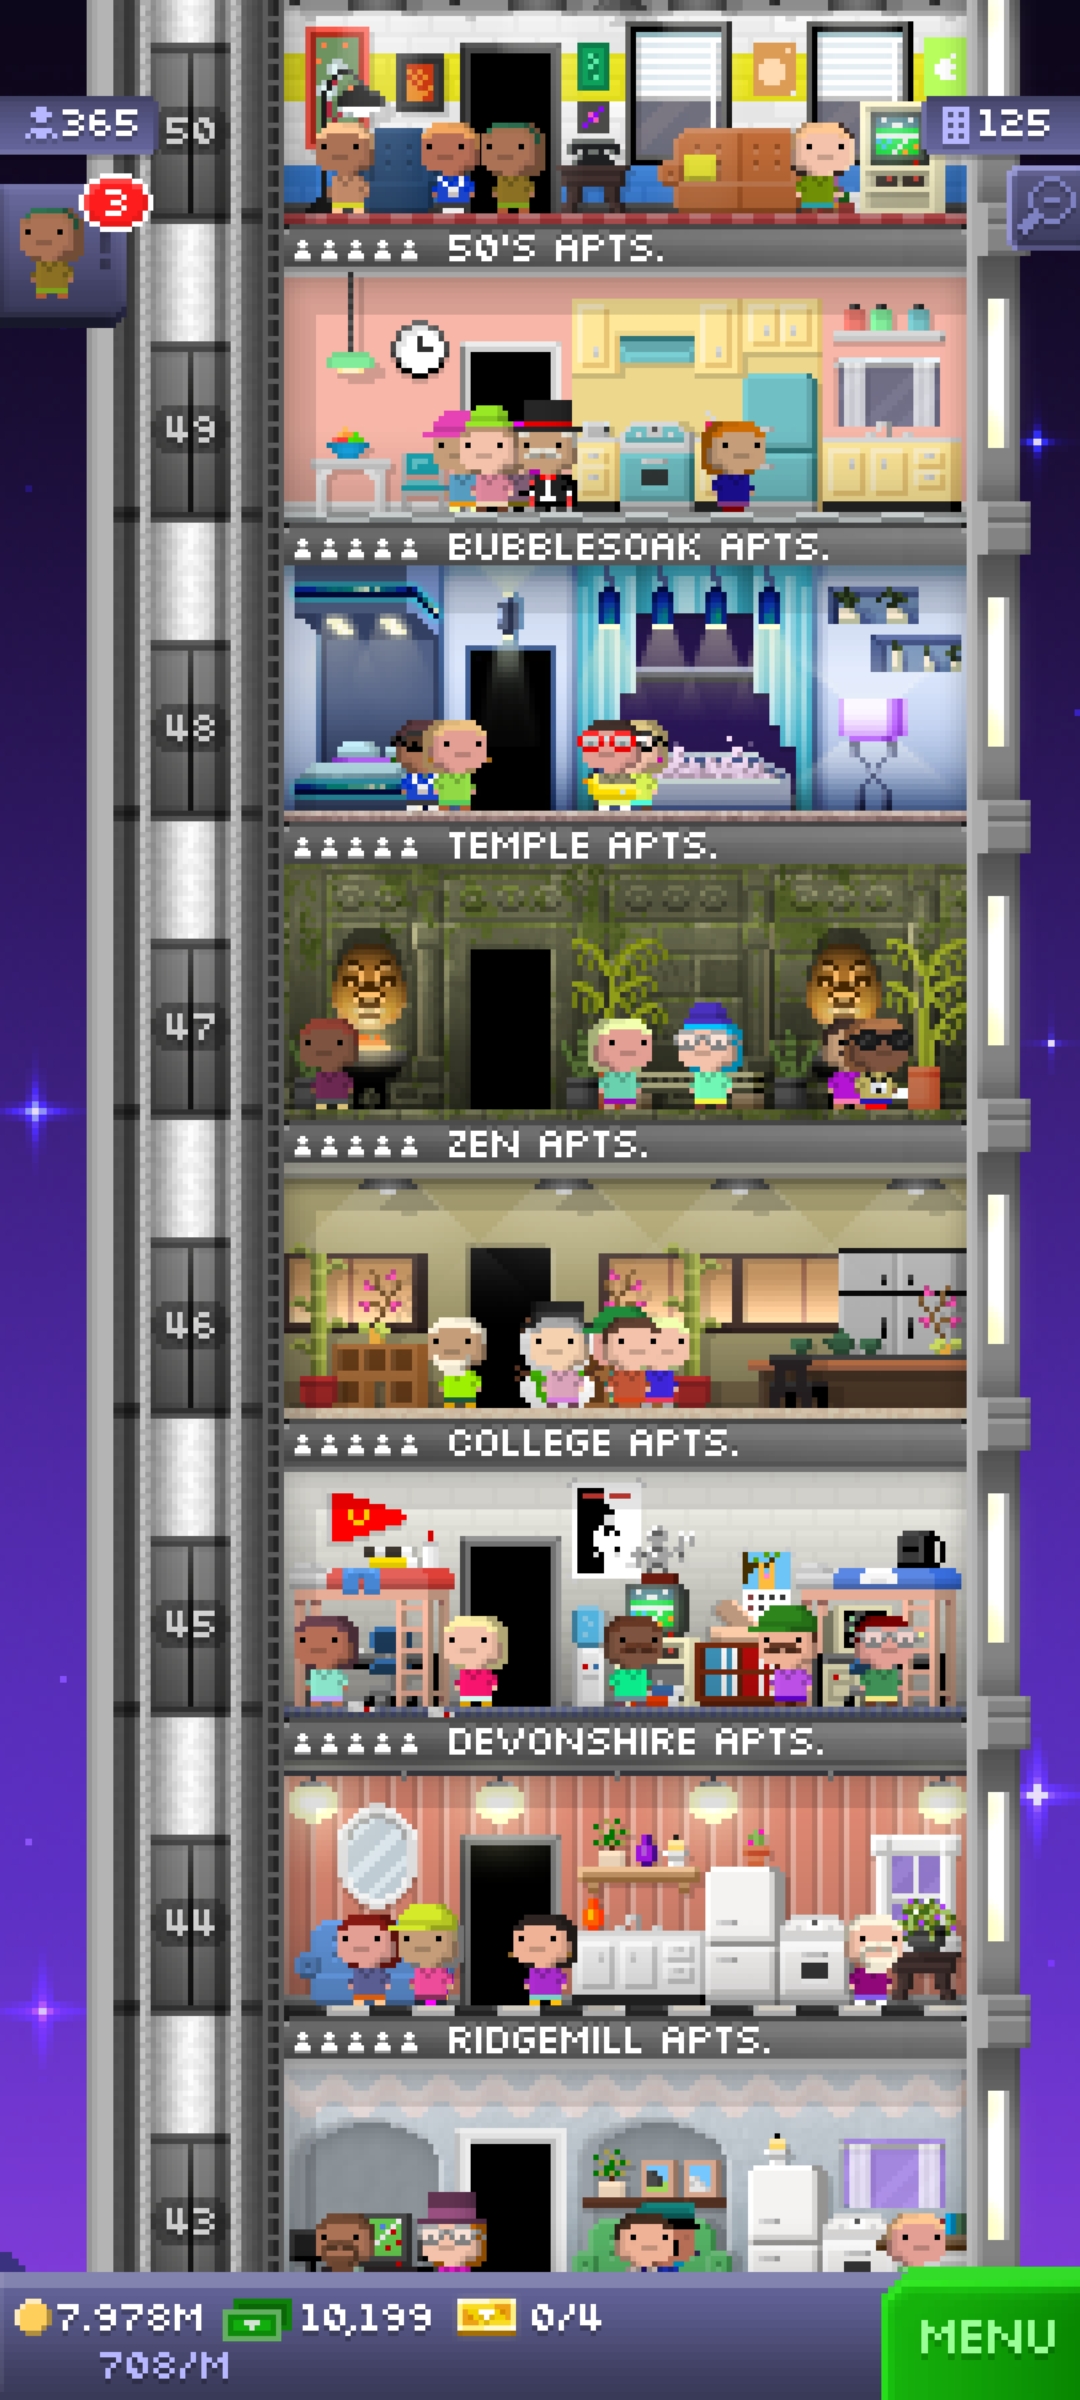 365
50
125
3
50'S APTS.
49
BUBBLESOAK APTS.
48
TEMPLE APTS.
47
ZEN APTS.
46
COLLEGE APTS.
45
DEVONSHIRE APTS.
44
RIDGEMILL APTS.
43
7.978M 10,199 0/4
MENU
708/M